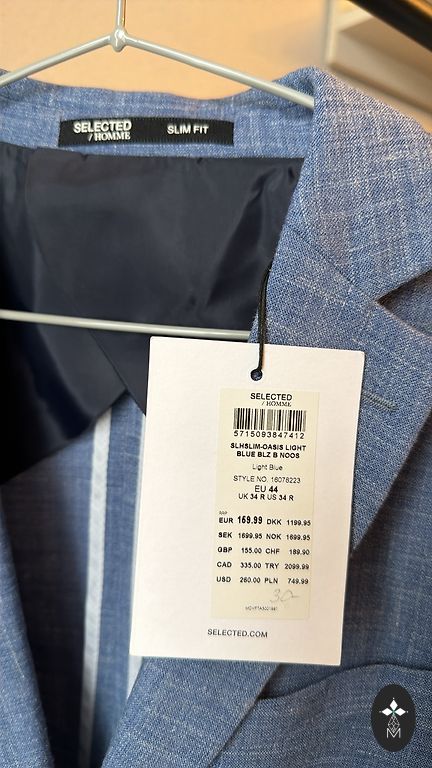 SELECTED
/ HOMME
SLIM FIT
SELECTED
/ HOMME
5715093847412
SLHSLIM-OASIS LIGHT
BLUE BLZ B NOOS
Light Blue
STYLE NO. 16078223
EU 44
UK 34 R US 34 R
RRP
EUR 159.99 DKK 1199.95
SEK 1699.95 NOK 1699.95
GBP 155.00 CHF 189.90
CAD 335.00 TRY 2099.99
USD 260.00 PLN 749.99
30-
SELECTED.COM